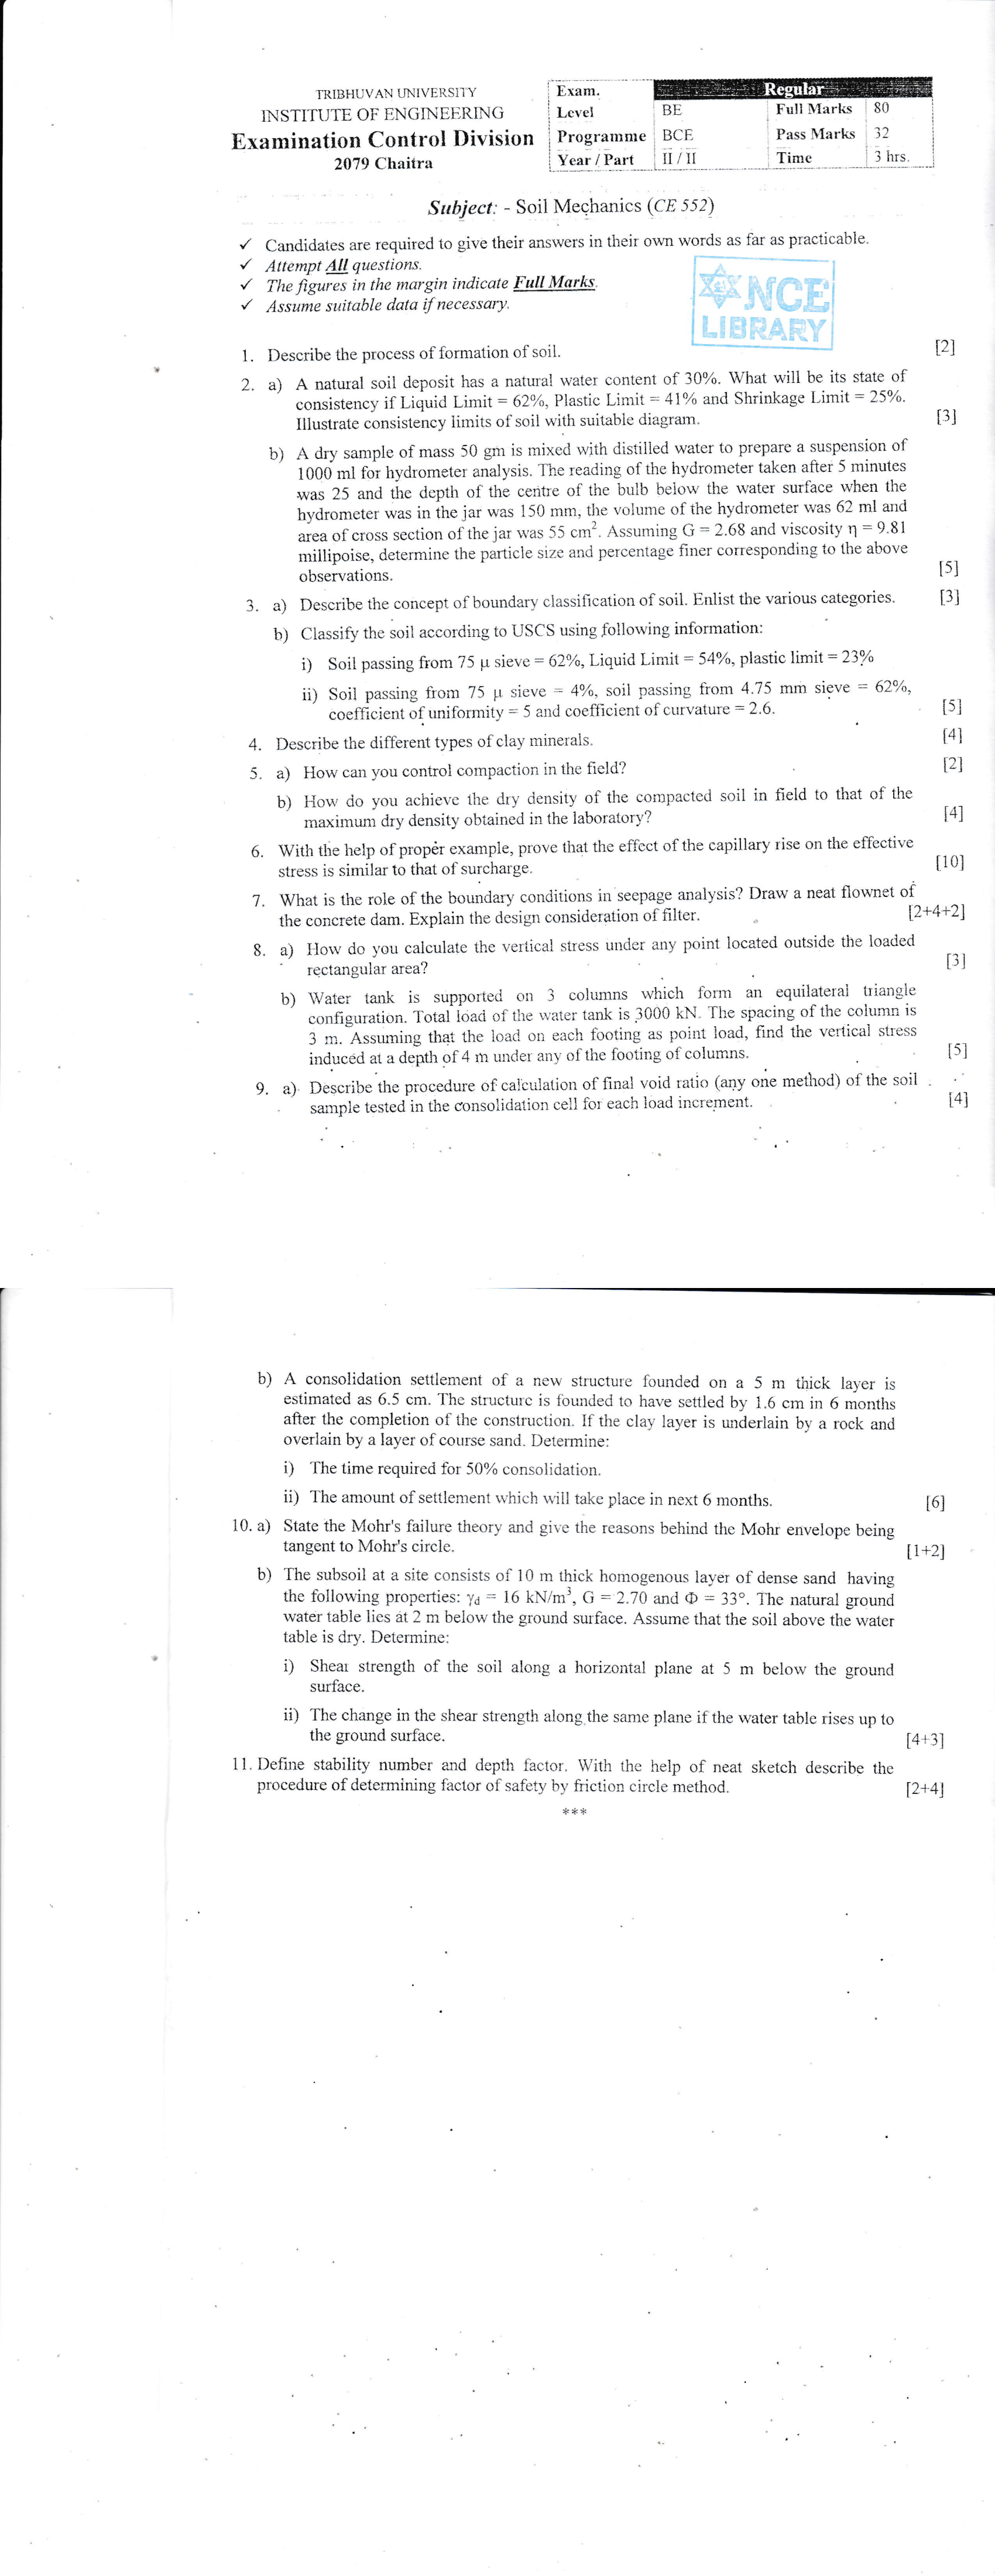 TRIBHUVAN UNIVERSITY
INSTITUTE OF ENGINEERING
Examination Control Division
2079 Chaitra
Exam. Regular
Level BE Full Marks 80
Programme BCE Pass Marks 32
Year / Part II / II Time 3 hrs.
Subject: - Soil Mechanics (CE 552)
✓ Candidates are required to give their answers in their own words as far as practicable.
✓ Attempt All questions.
✓ The figures in the margin indicate Full Marks.
✓ Assume suitable data if necessary.
NCE
LIBRARY
1. Describe the process of formation of soil. [2]
2. a) A natural soil deposit has a natural water content of 30%. What will be its state of
consistency if Liquid Limit = 62%, Plastic Limit = 41% and Shrinkage Limit = 25%.
Illustrate consistency limits of soil with suitable diagram. [3]
b) A dry sample of mass 50 gm is mixed with distilled water to prepare a suspension of
1000 ml for hydrometer analysis. The reading of the hydrometer taken after 5 minutes
was 25 and the depth of the centre of the bulb below the water surface when the
hydrometer was in the jar was 150 mm, the volume of the hydrometer was 62 ml and
area of cross section of the jar was 55 cm². Assuming G = 2.68 and viscosity η = 9.81
millipoise, determine the particle size and percentage finer corresponding to the above
observations. [5]
3. a) Describe the concept of boundary classification of soil. Enlist the various categories. [3]
b) Classify the soil according to USCS using following information:
i) Soil passing from 75 μ sieve = 62%, Liquid Limit = 54%, plastic limit = 23%
ii) Soil passing from 75 μ sieve = 4%, soil passing from 4.75 mm sieve = 62%,
coefficient of uniformity = 5 and coefficient of curvature = 2.6. [5]
4. Describe the different types of clay minerals. [4]
5. a) How can you control compaction in the field? [2]
b) How do you achieve the dry density of the compacted soil in field to that of the
maximum dry density obtained in the laboratory? [4]
6. With the help of proper example, prove that the effect of the capillary rise on the effective
stress is similar to that of surcharge. [10]
7. What is the role of the boundary conditions in seepage analysis? Draw a neat flownet of
the concrete dam. Explain the design consideration of filter. [2+4+2]
8. a) How do you calculate the vertical stress under any point located outside the loaded
rectangular area? [3]
b) Water tank is supported on 3 columns which form an equilateral triangle
configuration. Total load of the water tank is 3000 kN. The spacing of the column is
3 m. Assuming that the load on each footing as point load, find the vertical stress
induced at a depth of 4 m under any of the footing of columns. [5]
9. a) Describe the procedure of calculation of final void ratio (any one method) of the soil
sample tested in the consolidation cell for each load increment. [4]
b) A consolidation settlement of a new structure founded on a 5 m thick layer is
estimated as 6.5 cm. The structure is founded to have settled by 1.6 cm in 6 months
after the completion of the construction. If the clay layer is underlain by a rock and
overlain by a layer of course sand. Determine:
i) The time required for 50% consolidation.
ii) The amount of settlement which will take place in next 6 months. [6]
10. a) State the Mohr's failure theory and give the reasons behind the Mohr envelope being
tangent to Mohr's circle. [1+2]
b) The subsoil at a site consists of 10 m thick homogenous layer of dense sand having
the following properties: γd = 16 kN/m³, G = 2.70 and Φ = 33°. The natural ground
water table lies at 2 m below the ground surface. Assume that the soil above the water
table is dry. Determine:
i) Shear strength of the soil along a horizontal plane at 5 m below the ground
surface.
ii) The change in the shear strength along the same plane if the water table rises up to
the ground surface. [4+3]
11. Define stability number and depth factor. With the help of neat sketch describe the
procedure of determining factor of safety by friction circle method. [2+4]
***